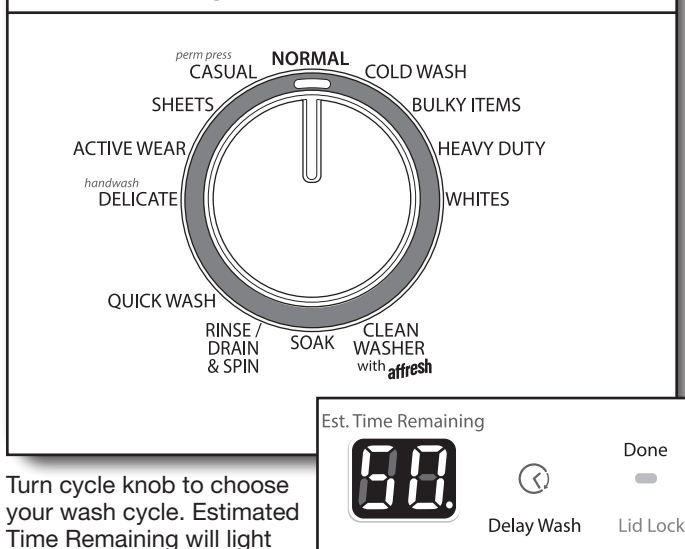 perm press
CASUAL
NORMAL
COLD WASH
SHEETS
BULKY ITEMS
ACTIVE WEAR
HEAVY DUTY
handwash
DELICATE
WHITES
QUICK WASH
RINSE /
DRAIN
& SPIN
SOAK
CLEAN
WASHER
with affresh
Est. Time Remaining
50.
Delay Wash
Done
Lid Lock
Turn cycle knob to choose
your wash cycle. Estimated
Time Remaining will light